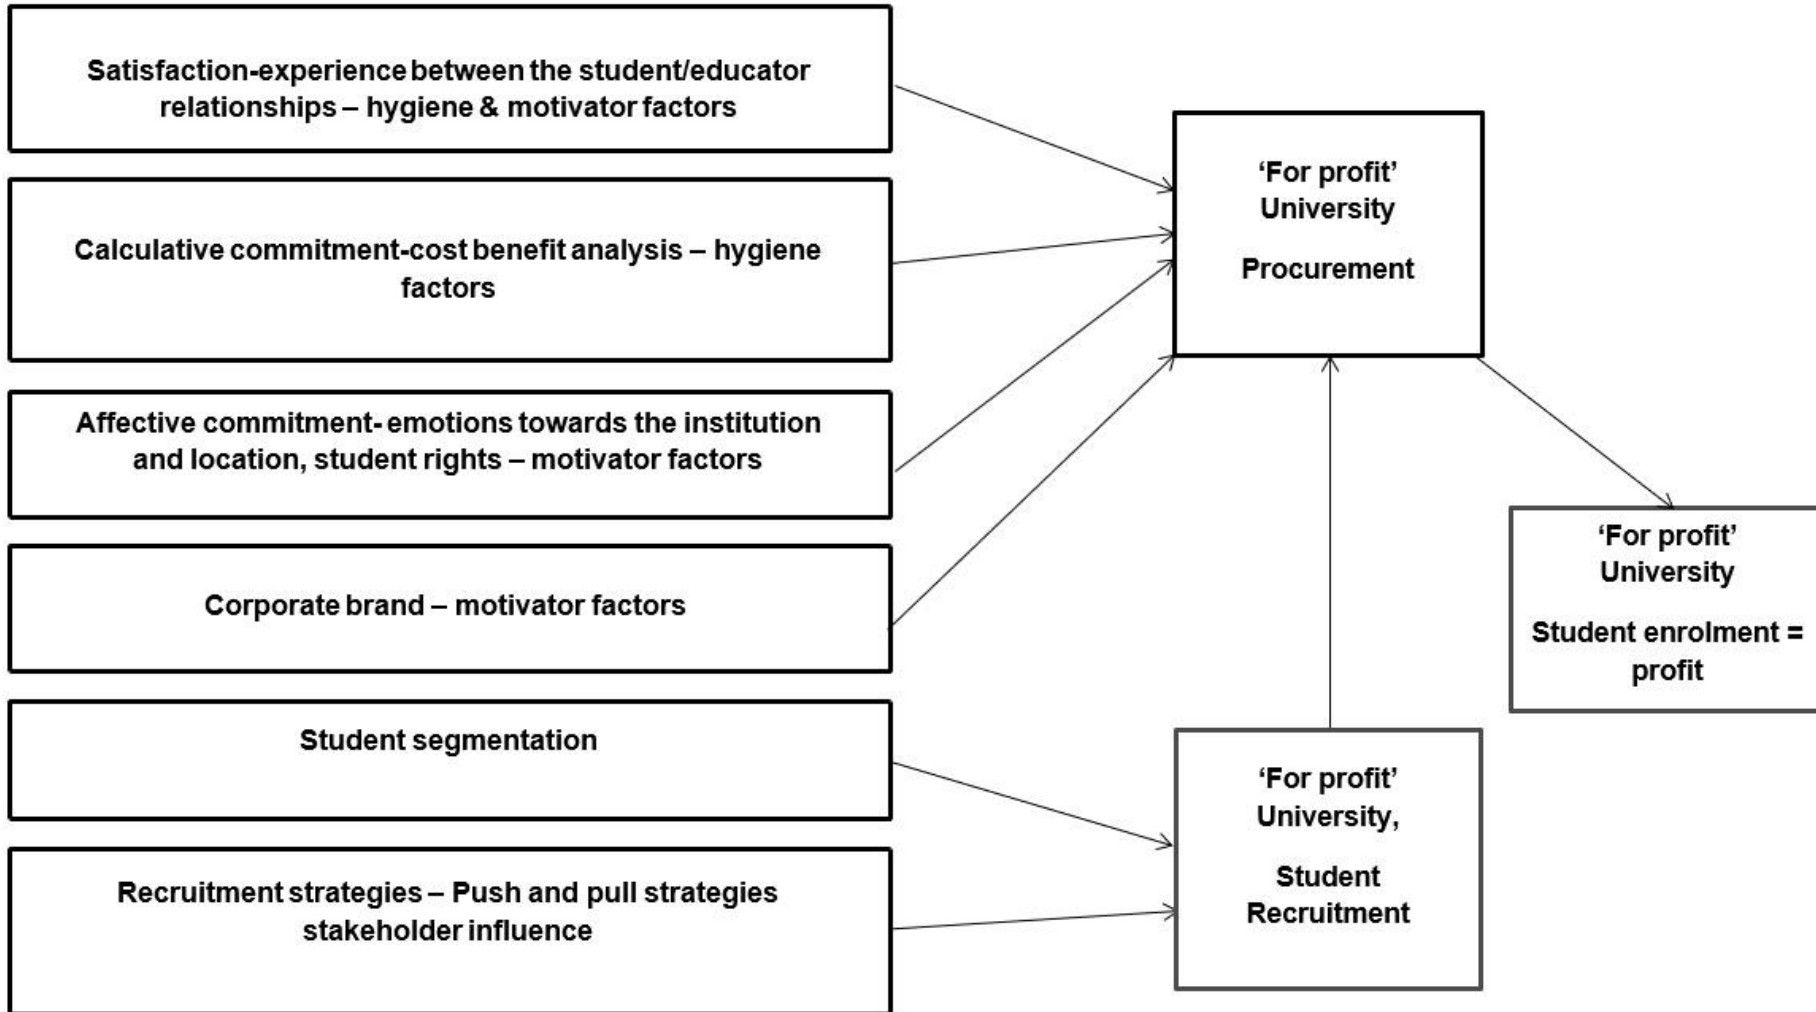 Satisfaction-experience between the student/educator
relationships – hygiene & motivator factors
Calculative commitment-cost benefit analysis – hygiene
factors
Affective commitment- emotions towards the institution
and location, student rights – motivator factors
Corporate brand – motivator factors
Student segmentation
Recruitment strategies – Push and pull strategies
stakeholder influence
‘For profit’
University
Procurement
‘For profit’
University,
Student
Recruitment
‘For profit’
University
Student enrolment =
profit